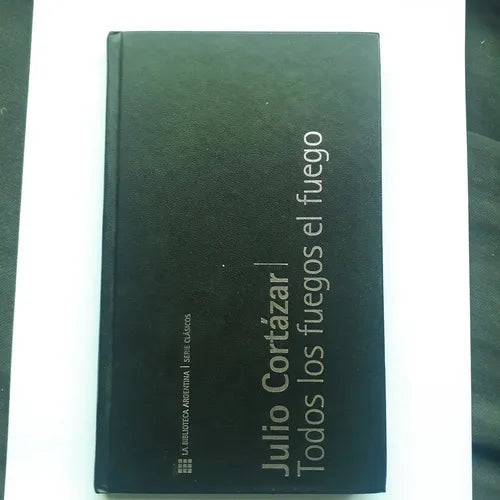 LA BIBLIOTECA ARGENTINA | SERIE CLÁSICOS
Julio Cortázar |
Todos los fuegos el fuego